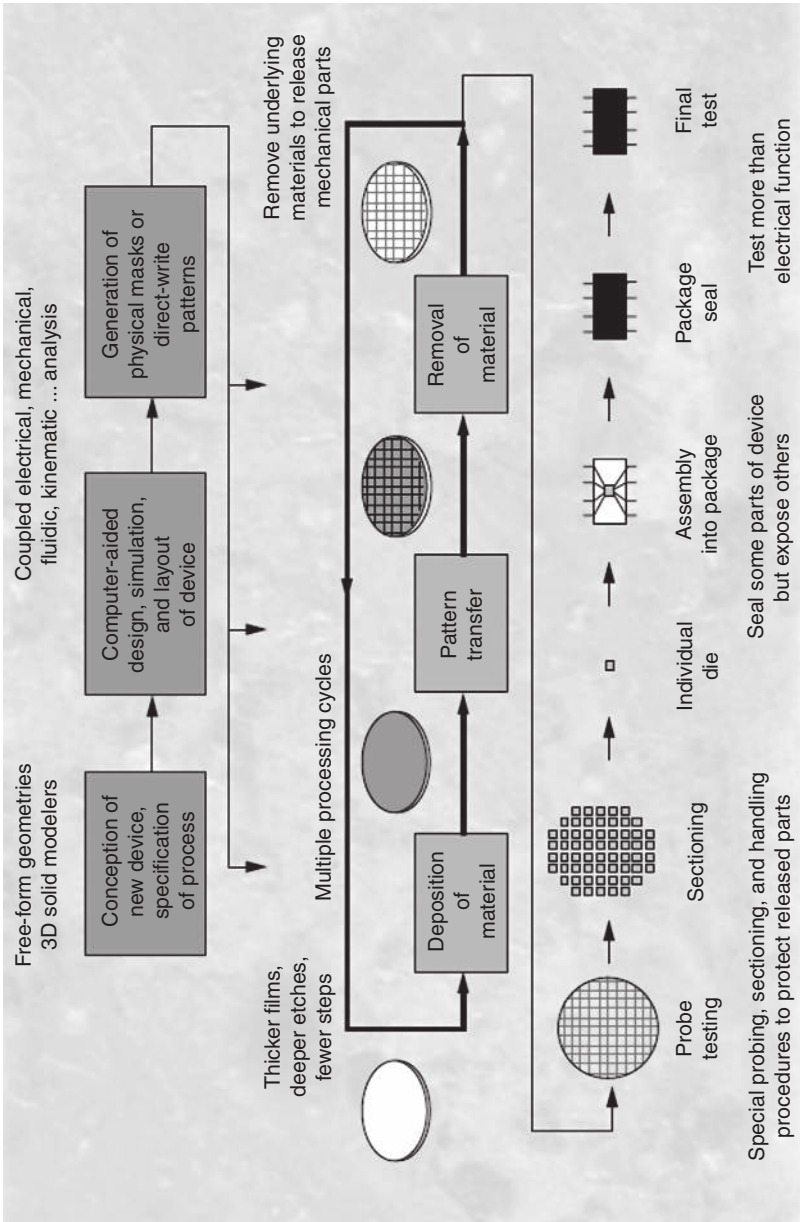 Free-form geometries
3D solid modelers
Coupled electrical, mechanical,
fluidic, kinematic ... analysis
Conception of
new device,
specification
of process
Computer-aided
design, simulation,
and layout
of device
Generation of
physical masks or
direct-write
patterns
Thicker films,
deeper etches,
fewer steps
Multiple processing cycles
Remove underlying
materials to release
mechanical parts
Deposition
of
material
Pattern
transfer
Removal
of
material
Probe
testing
Sectioning
Individual
die
Assembly
into package
Package
seal
Final
test
Special probing, sectioning, and handling
procedures to protect released parts
Seal some parts of device
but expose others
Test more than
electrical function